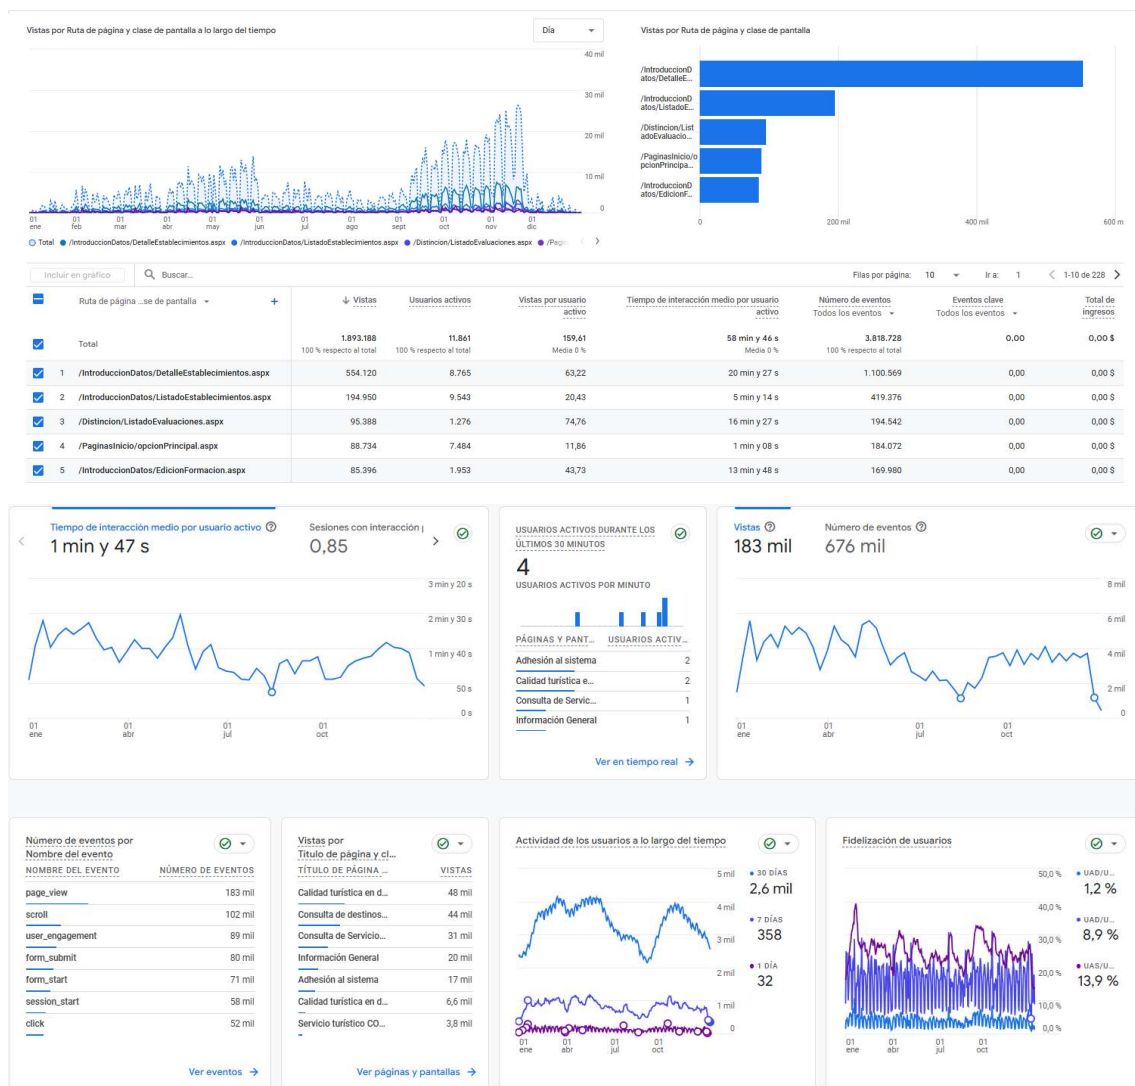 Vistas por Ruta de página y clase de pantalla a lo largo del tiempo
Día
40 mil
30 mil
20 mil
10 mil
0
01 ene
01 feb
01 mar
01 abr
01 may
01 jun
01 jul
01 ago
01 sept
01 oct
01 nov
01 dic
Total /IntroduccionDatos/DetalleEstablecimientos.aspx /IntroduccionDatos/ListadoEstablecimientos.aspx /Distincion/ListadoEvaluaciones.aspx /Pagin
Vistas por Ruta de página y clase de pantalla
/IntroduccionD
atos/DetalleE...
/IntroduccionD
atos/ListadoE...
/Distincion/List
adoEvaluacio...
/PaginasInicio/o
pcionPrincipa...
/IntroduccionD
atos/EdicionF...
0 200 mil 400 mil 600 m
Incluir en gráfico Buscar... Filas por página: 10 Ir a: 1 1-10 de 228
Ruta de página ...se de pantalla + Vistas Usuarios activos Vistas por usuario activo Tiempo de interacción medio por usuario activo Número de eventos Eventos clave Total de ingresos
Todos los eventos Todos los eventos
Total 1.893.188 11.861 159,61 58 min y 46 s 3.818.728 0,00 0,00 $
100 % respecto al total 100 % respecto al total Media 0 % Media 0 % 100 % respecto al total
1 /IntroduccionDatos/DetalleEstablecimientos.aspx 554.120 8.765 63,22 20 min y 27 s 1.100.569 0,00 0,00 $
2 /IntroduccionDatos/ListadoEstablecimientos.aspx 194.950 9.543 20,43 5 min y 14 s 419.376 0,00 0,00 $
3 /Distincion/ListadoEvaluaciones.aspx 95.388 1.276 74,76 16 min y 27 s 194.542 0,00 0,00 $
4 /PaginasInicio/opcionPrincipal.aspx 88.734 7.484 11,86 1 min y 08 s 184.072 0,00 0,00 $
5 /IntroduccionDatos/EdicionFormacion.aspx 85.396 1.953 43,73 13 min y 48 s 169.980 0,00 0,00 $
Tiempo de interacción medio por usuario activo Sesiones con interacción p
1 min y 47 s 0,85
3 min y 20 s
2 min y 30 s
1 min y 40 s
50 s
0 s
01 ene
01 abr
01 jul
01 oct
USUARIOS ACTIVOS DURANTE LOS
ÚLTIMOS 30 MINUTOS
4
USUARIOS ACTIVOS POR MINUTO
PÁGINAS Y PANT... USUARIOS ACTIV...
Adhesión al sistema 2
Calidad turística e... 2
Consulta de Servic... 1
Información General 1
Ver en tiempo real
Vistas Número de eventos
183 mil 676 mil
8 mil
6 mil
4 mil
2 mil
0
01 ene
01 abr
01 jul
01 oct
Número de eventos por
Nombre del evento
NOMBRE DEL EVENTO NÚMERO DE EVENTOS
page_view 183 mil
scroll 102 mil
user_engagement 89 mil
form_submit 80 mil
form_start 71 mil
session_start 58 mil
click 52 mil
Ver eventos
Vistas por
Título de página y cl...
TÍTULO DE PÁGINA ... VISTAS
Calidad turística en d... 48 mil
Consulta de destinos... 44 mil
Consulta de Servicio... 31 mil
Información General 20 mil
Adhesión al sistema 17 mil
Calidad turística en d... 6,6 mil
Servicio turístico CO... 3,8 mil
Ver páginas y pantallas
Actividad de los usuarios a lo largo del tiempo
5 mil
4 mil
3 mil
2 mil
1 mil
0
01 ene
01 abr
01 jul
01 oct
30 DÍAS
2,6 mil
7 DÍAS
358
1 DÍA
32
Fidelización de usuarios
50,0 %
40,0 %
30,0 %
20,0 %
10,0 %
0,0 %
01 ene
01 abr
01 jul
01 oct
UAD/U...
1,2 %
UAD/U...
8,9 %
UAS/U...
13,9 %